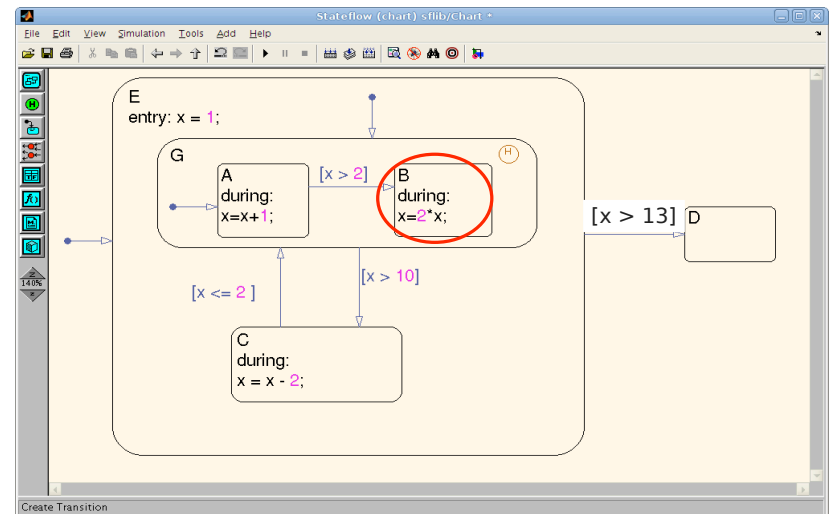 Stateflow (chart) sflib/Chart *
File Edit View Simulation Tools Add Help
E
entry: x = 1;
H
G
A
during:
x=x+1;
[x > 2]
B
during:
x=2*x;
[x > 13]
D
[x <= 2 ]
[x > 10]
C
during:
x = x - 2;
140%
Create Transition